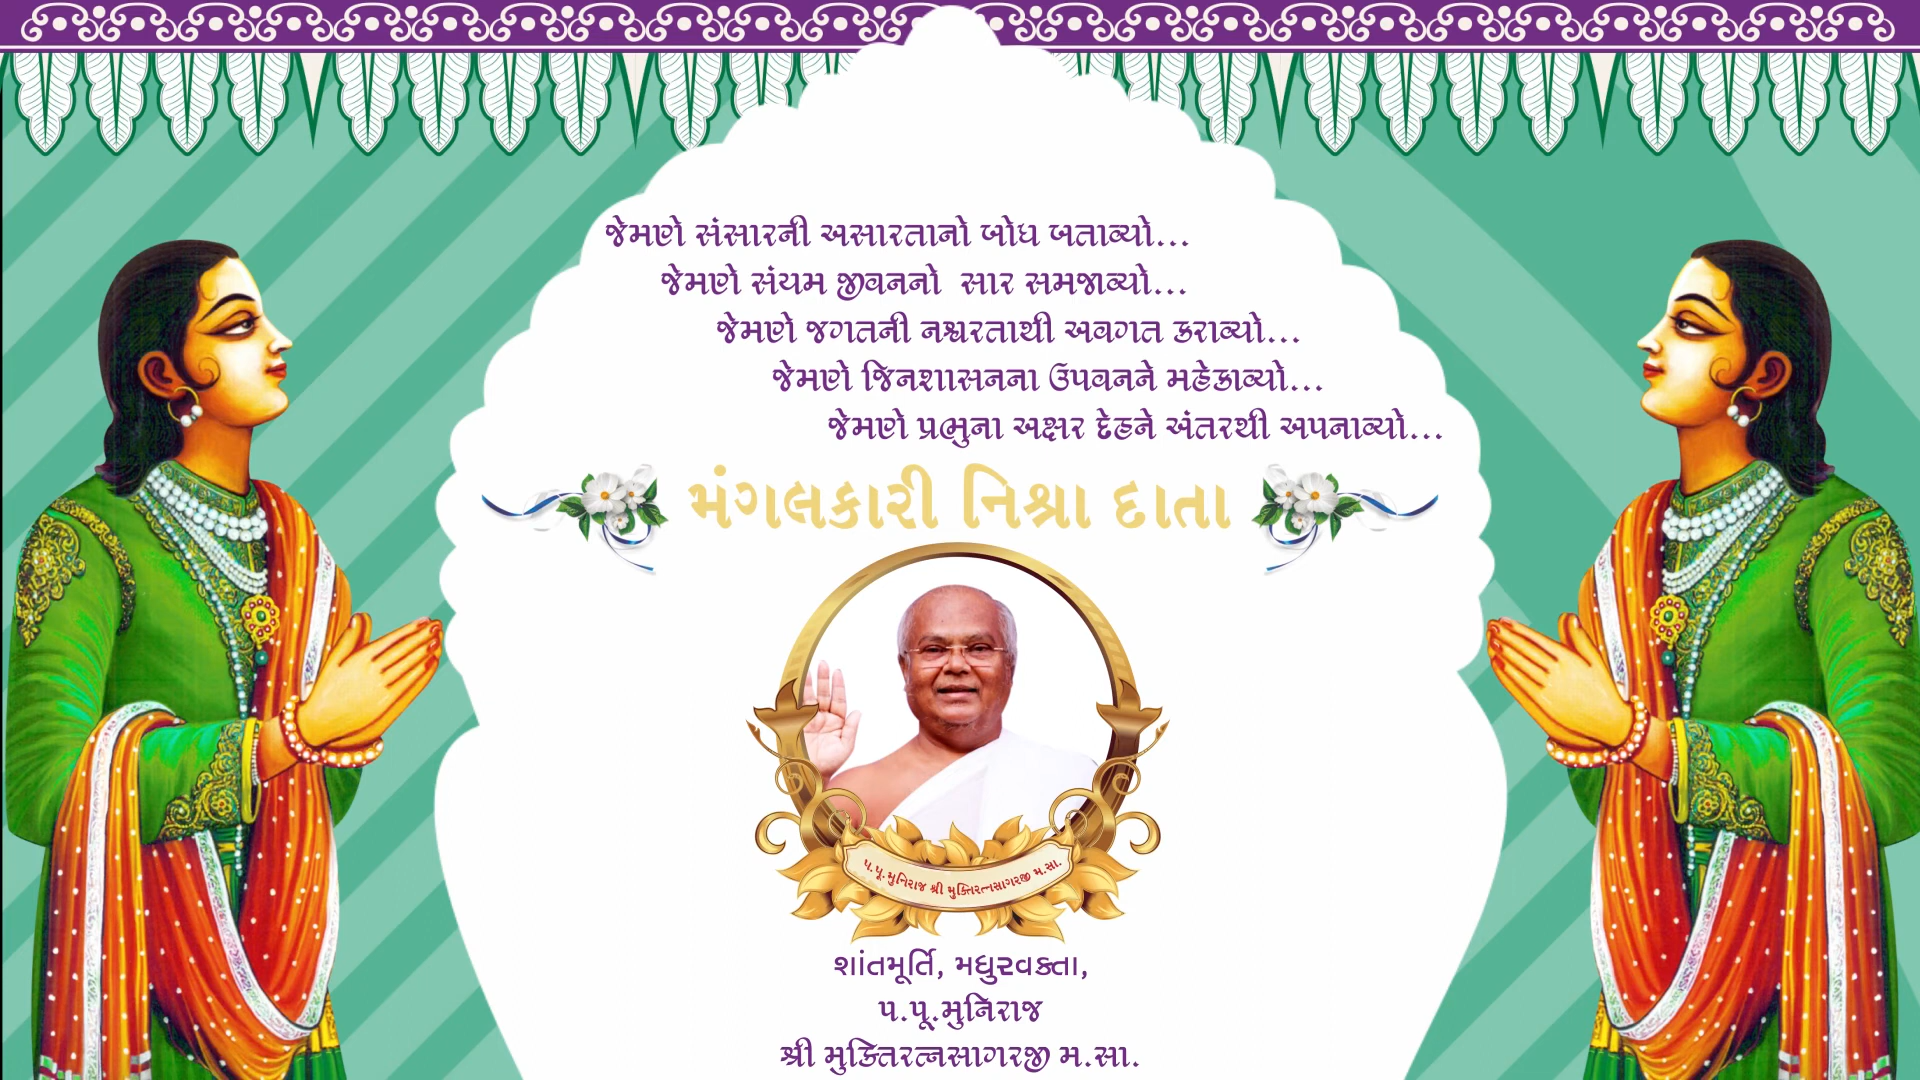 જેમણે સંસારની અસારતાનો બોધ બતાવ્યો...
જેમણે સંયમ જીવનનો સાર સમજાવ્યો...
જેમણે જગતની નશ્વરતાથી અવગત કરાવ્યો...
જેમણે જિનશાસનના ઉપવનને મહેકાવ્યો...
જેમણે પ્રભુના અક્ષર દેહને અંતરથી અપનાવ્યો...
મંગલકારી નિશ્રા દાતા
પ.પૂ.મુનિરાજ શ્રી મુક્તિરત્નસાગરજી મ.સા.
શાંતમૂર્તિ, મધુરવક્તા,
પ.પૂ.મુનિરાજ
શ્રી મુક્તિરત્નસાગરજી મ.સા.